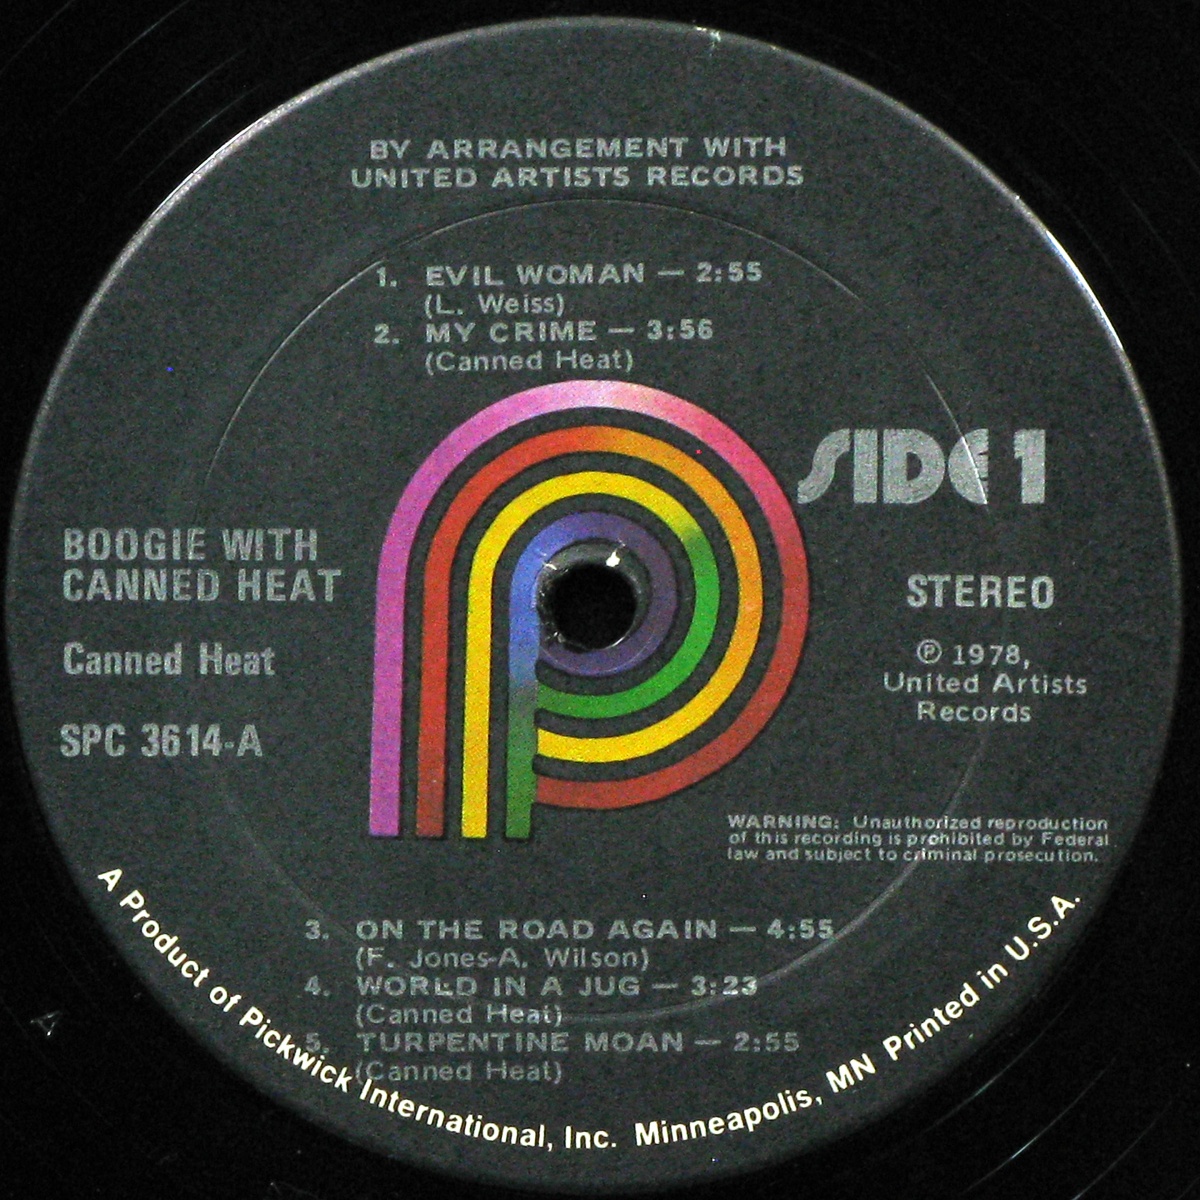 BY ARRANGEMENT WITH
UNITED ARTISTS RECORDS
1. EVIL WOMAN — 2:55
(L. Weiss)
2. MY CRIME — 3:56
(Canned Heat)
SIDE 1
BOOGIE WITH
CANNED HEAT
Canned Heat
SPC 3614-A
STEREO
℗ 1978,
United Artists
Records
WARNING: Unauthorized reproduction
of this recording is prohibited by Federal
law and subject to criminal prosecution.
3. ON THE ROAD AGAIN — 4:55
(F. Jones-A. Wilson)
4. WORLD IN A JUG — 3:23
(Canned Heat)
5. TURPENTINE MOAN — 2:55
(Canned Heat)
A Product of Pickwick International, Inc. Minneapolis, MN Printed in U.S.A.